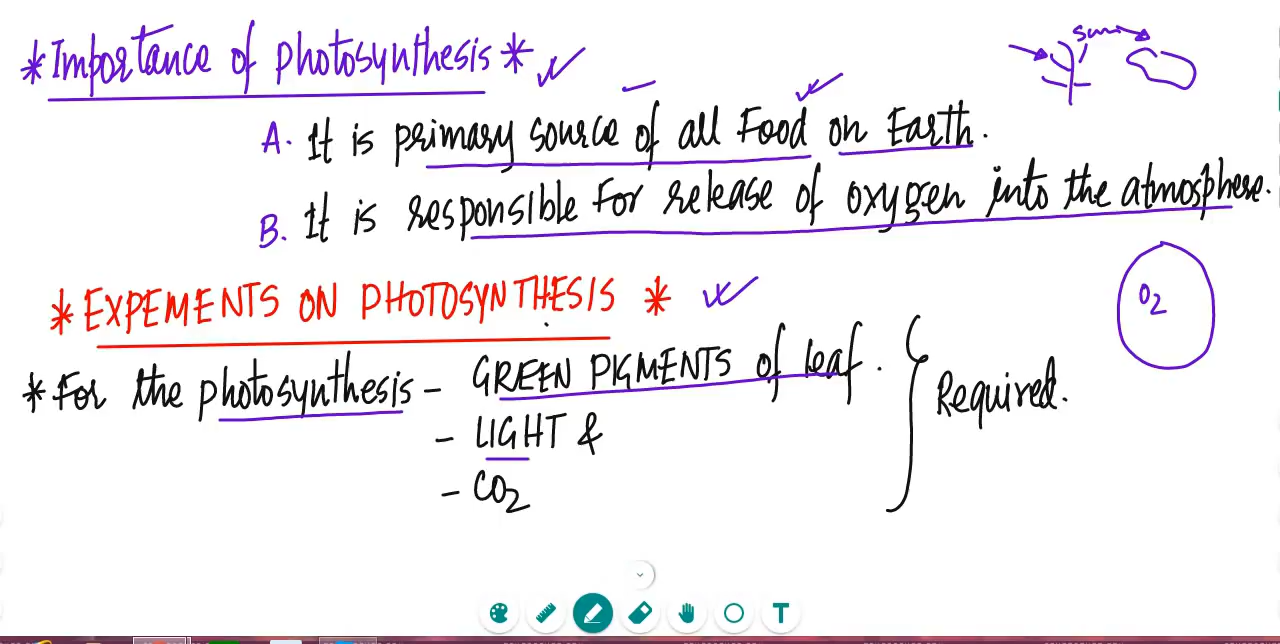 *Importance of photosynthesis*
A. It is primary source of all Food on Earth.
B. It is responsible For release of oxygen into the atmosphere.
O2
* EXPEMENTS ON PHOTOSYNTHESIS *
*For the photosynthesis - GREEN PIGMENTS of leaf.
- LIGHT &
- CO2
Required.
T